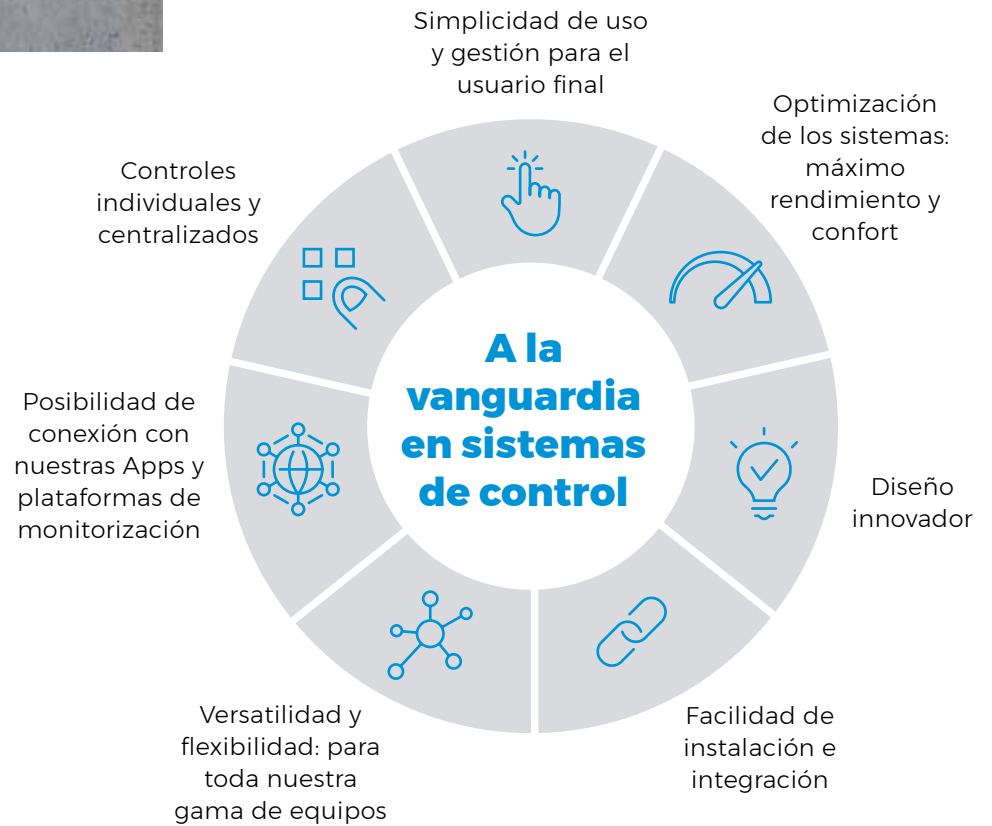 Simplicidad de uso
y gestión para el
usuario final
Optimización
de los sistemas:
máximo
rendimiento y
confort
Controles
individuales y
centralizados
A la
vanguardia
en sistemas
de control
Posibilidad de
conexión con
nuestras Apps y
plataformas de
monitorización
Diseño
innovador
Versatilidad y
flexibilidad: para
toda nuestra
gama de equipos
Facilidad de
instalación e
integración